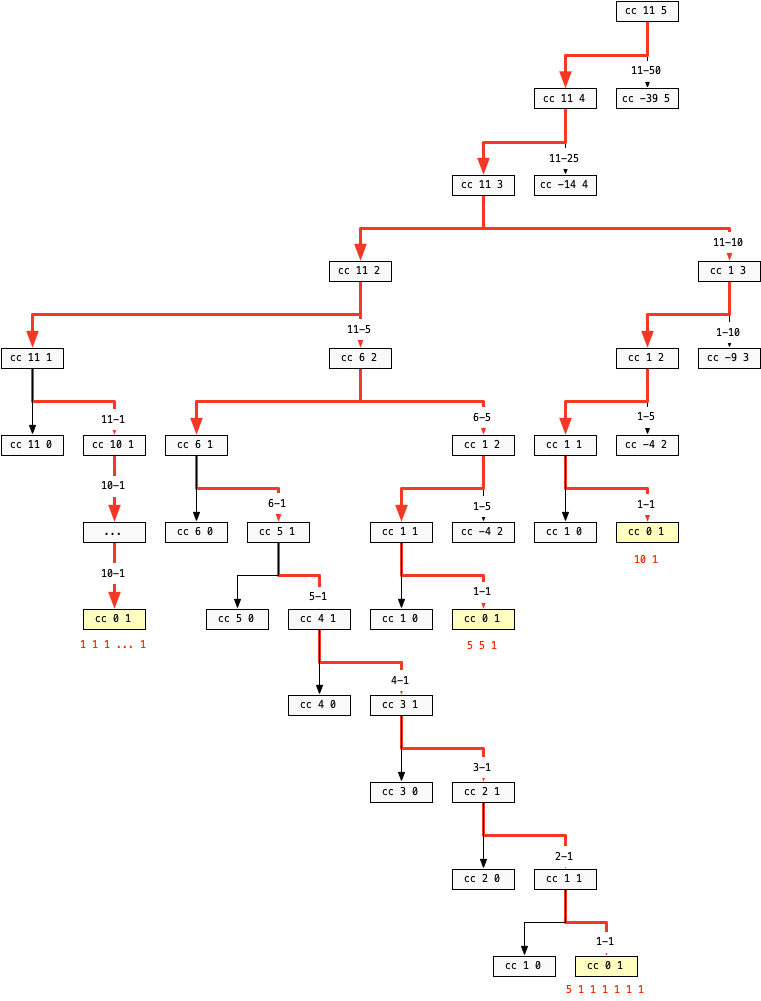 cc 11 5
11-50
cc 11 4
cc -39 5
11-25
cc 11 3
cc -14 4
11-10
cc 11 2
cc 1 3
11-5
1-10
cc 11 1
cc 6 2
cc 1 2
cc -9 3
11-1
6-5
1-5
cc 11 0
cc 10 1
cc 6 1
cc 1 2
cc 1 1
cc -4 2
10-1
6-1
1-5
1-1
...
cc 6 0
cc 5 1
cc 1 1
cc -4 2
cc 1 0
cc 0 1
10 1
10-1
5-1
1-1
cc 0 1
cc 5 0
cc 4 1
cc 1 0
cc 0 1
1 1 1 ... 1
5 5 1
4-1
cc 4 0
cc 3 1
3-1
cc 3 0
cc 2 1
2-1
cc 2 0
cc 1 1
1-1
cc 1 0
cc 0 1
5 1 1 1 1 1 1